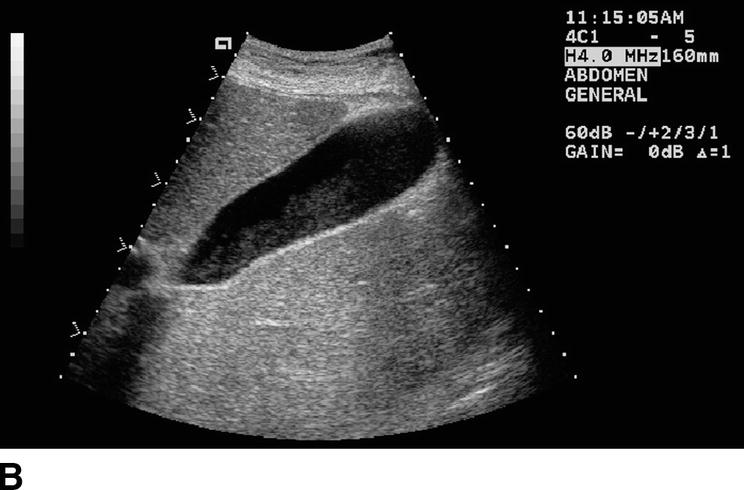 11:15:05AM
4C1 - 5
H4.0 MHz 160mm
ABDOMEN
GENERAL
60dB -/+2/3/1
GAIN= 0dB ▵=1
B